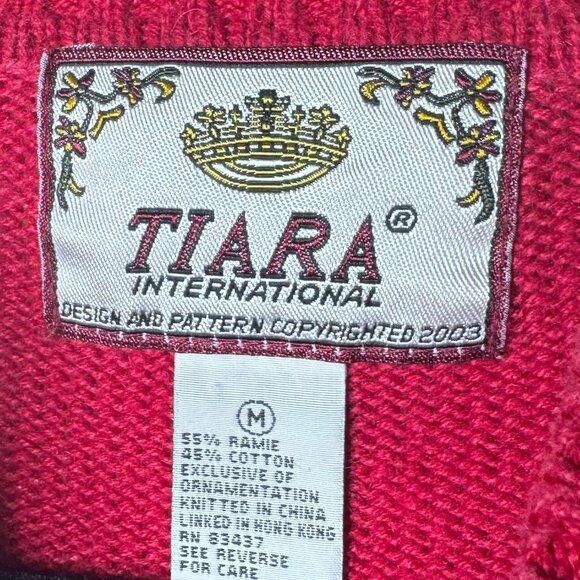 TIARA®
INTERNATIONAL
DESIGN AND PATTERN COPYRIGHTED 2003
M
55% RAMIE
45% COTTON
EXCLUSIVE OF
ORNAMENTATION
KNITTED IN CHINA
LINKED IN HONG KONG
RN 83437
SEE REVERSE
FOR CARE